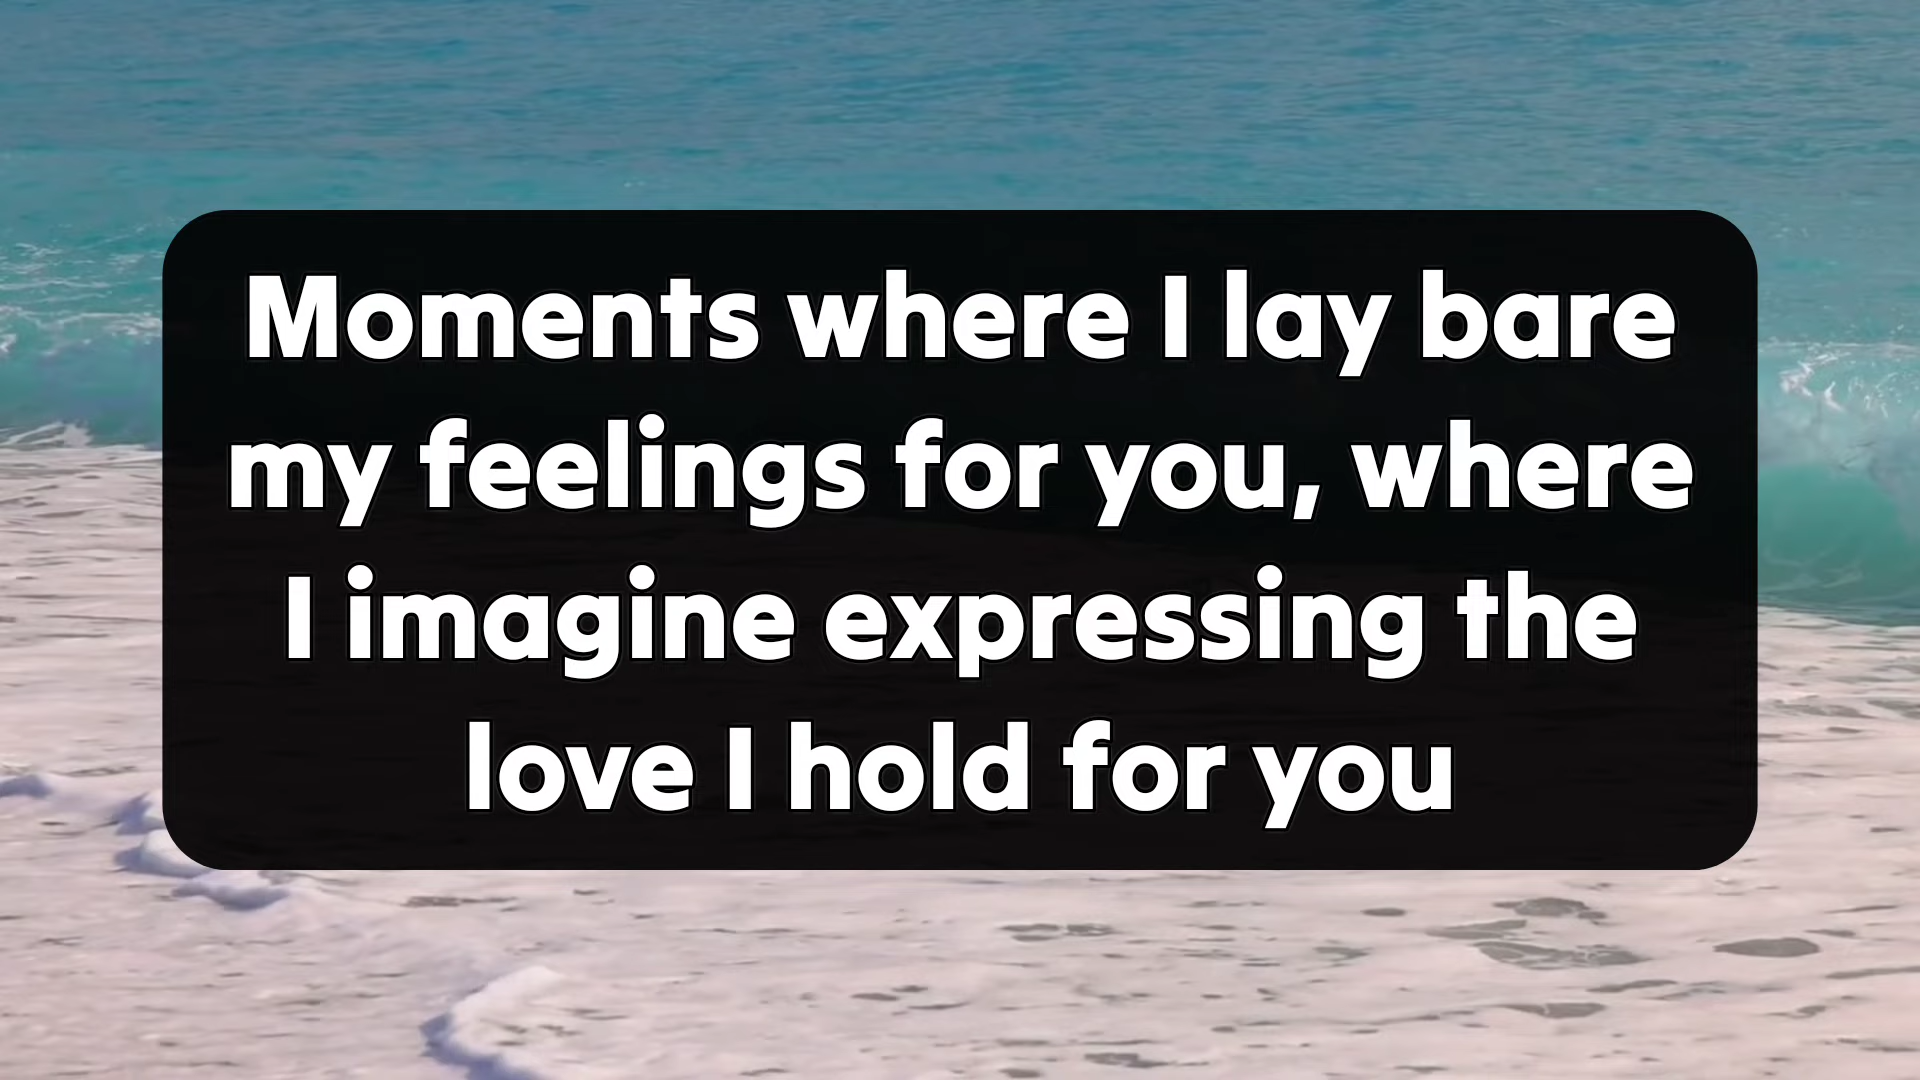 Moments where I lay bare
my feelings for you, where
I imagine expressing the
love I hold for you